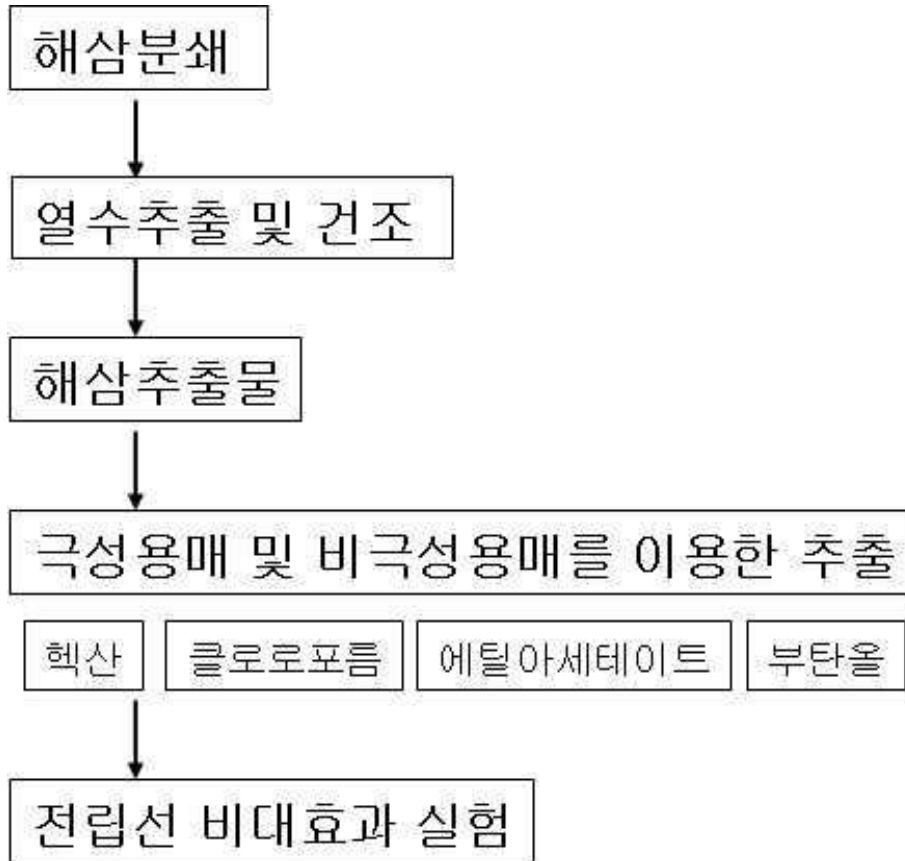 해삼분쇄
열수추출 및 건조
해삼추출물
극성용매 및 비극성용매를 이용한 추출
헥산 클로로포름 에틸아세테이트 부탄올
전립선 비대효과 실험